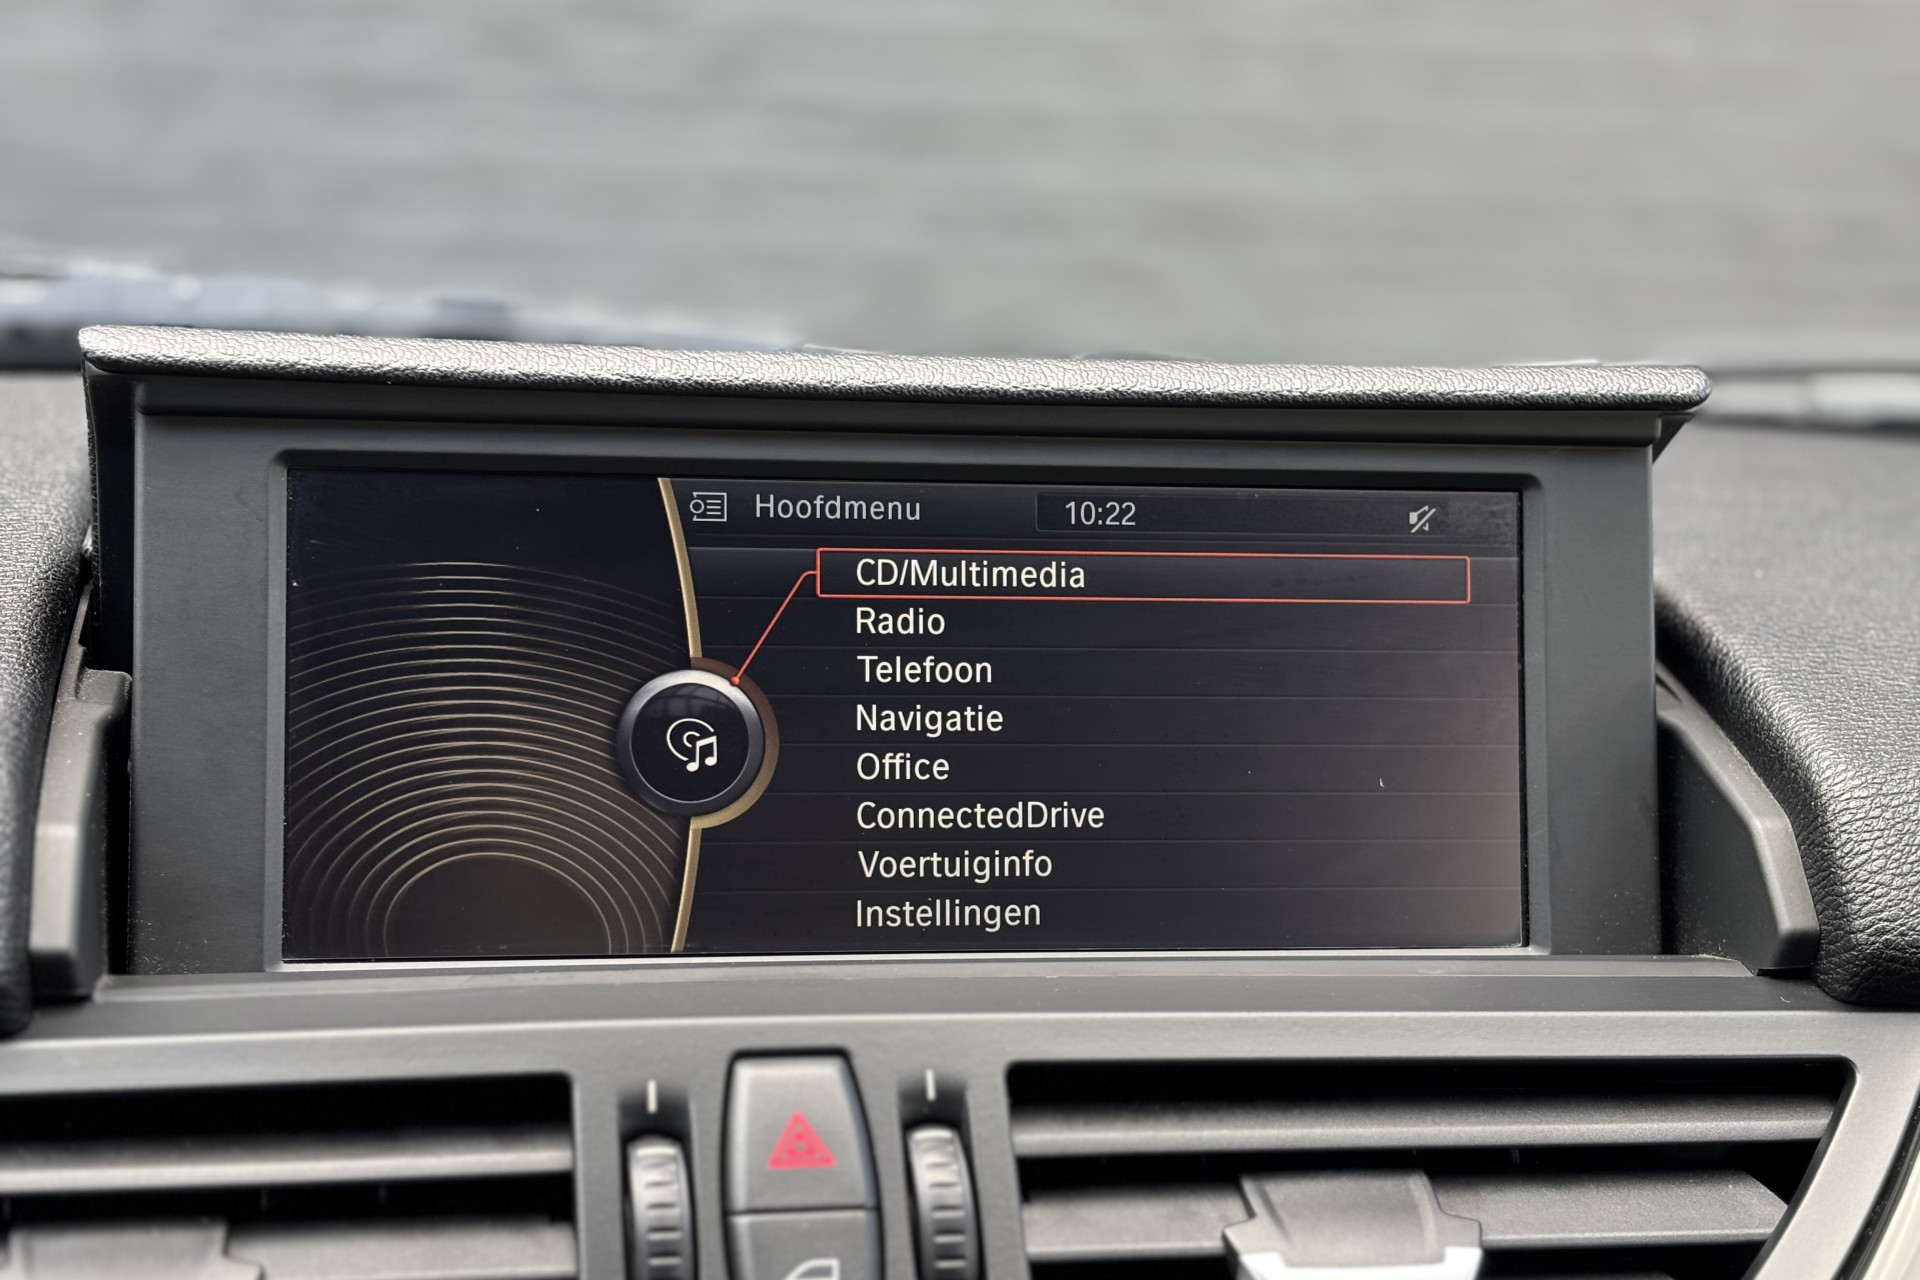 Hoofdmenu 10:22
CD/Multimedia
Radio
Telefoon
Navigatie
Office
ConnectedDrive
Voertuiginfo
Instellingen